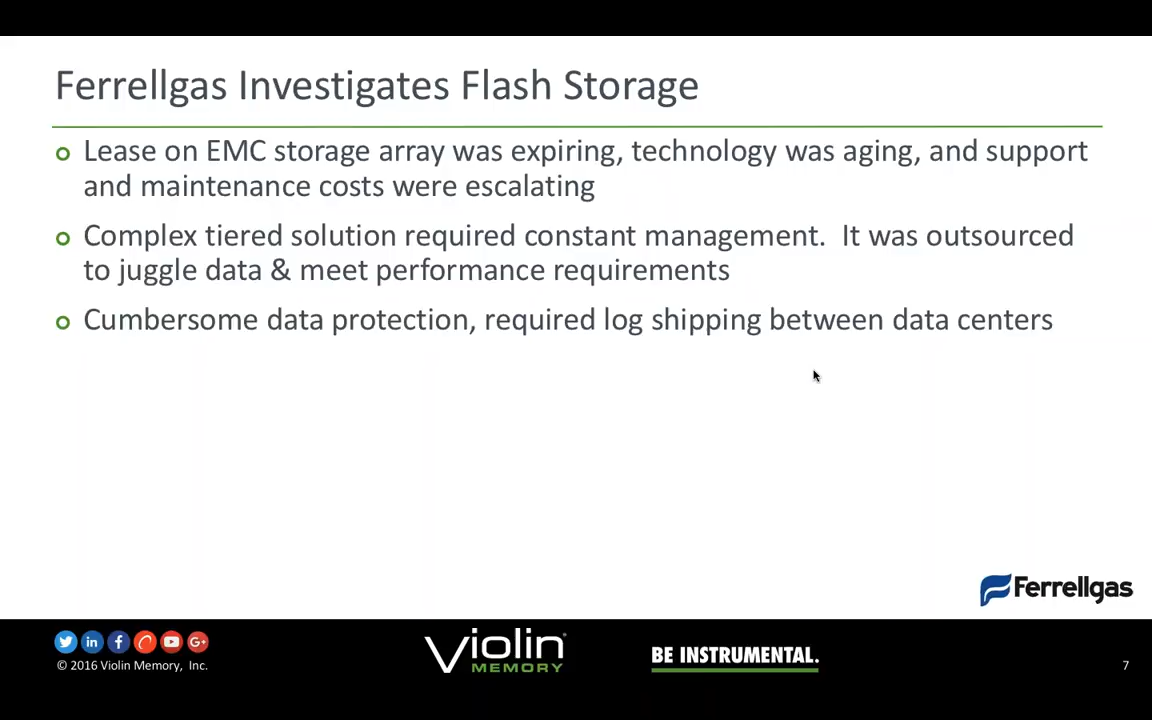 Ferrellgas Investigates Flash Storage
Lease on EMC storage array was expiring, technology was aging, and support
and maintenance costs were escalating
Complex tiered solution required constant management.  It was outsourced
to juggle data & meet performance requirements
Cumbersome data protection, required log shipping between data centers
Ferrellgas
© 2016 Violin Memory, Inc.
Violin®
MEMORY
BE INSTRUMENTAL.
7